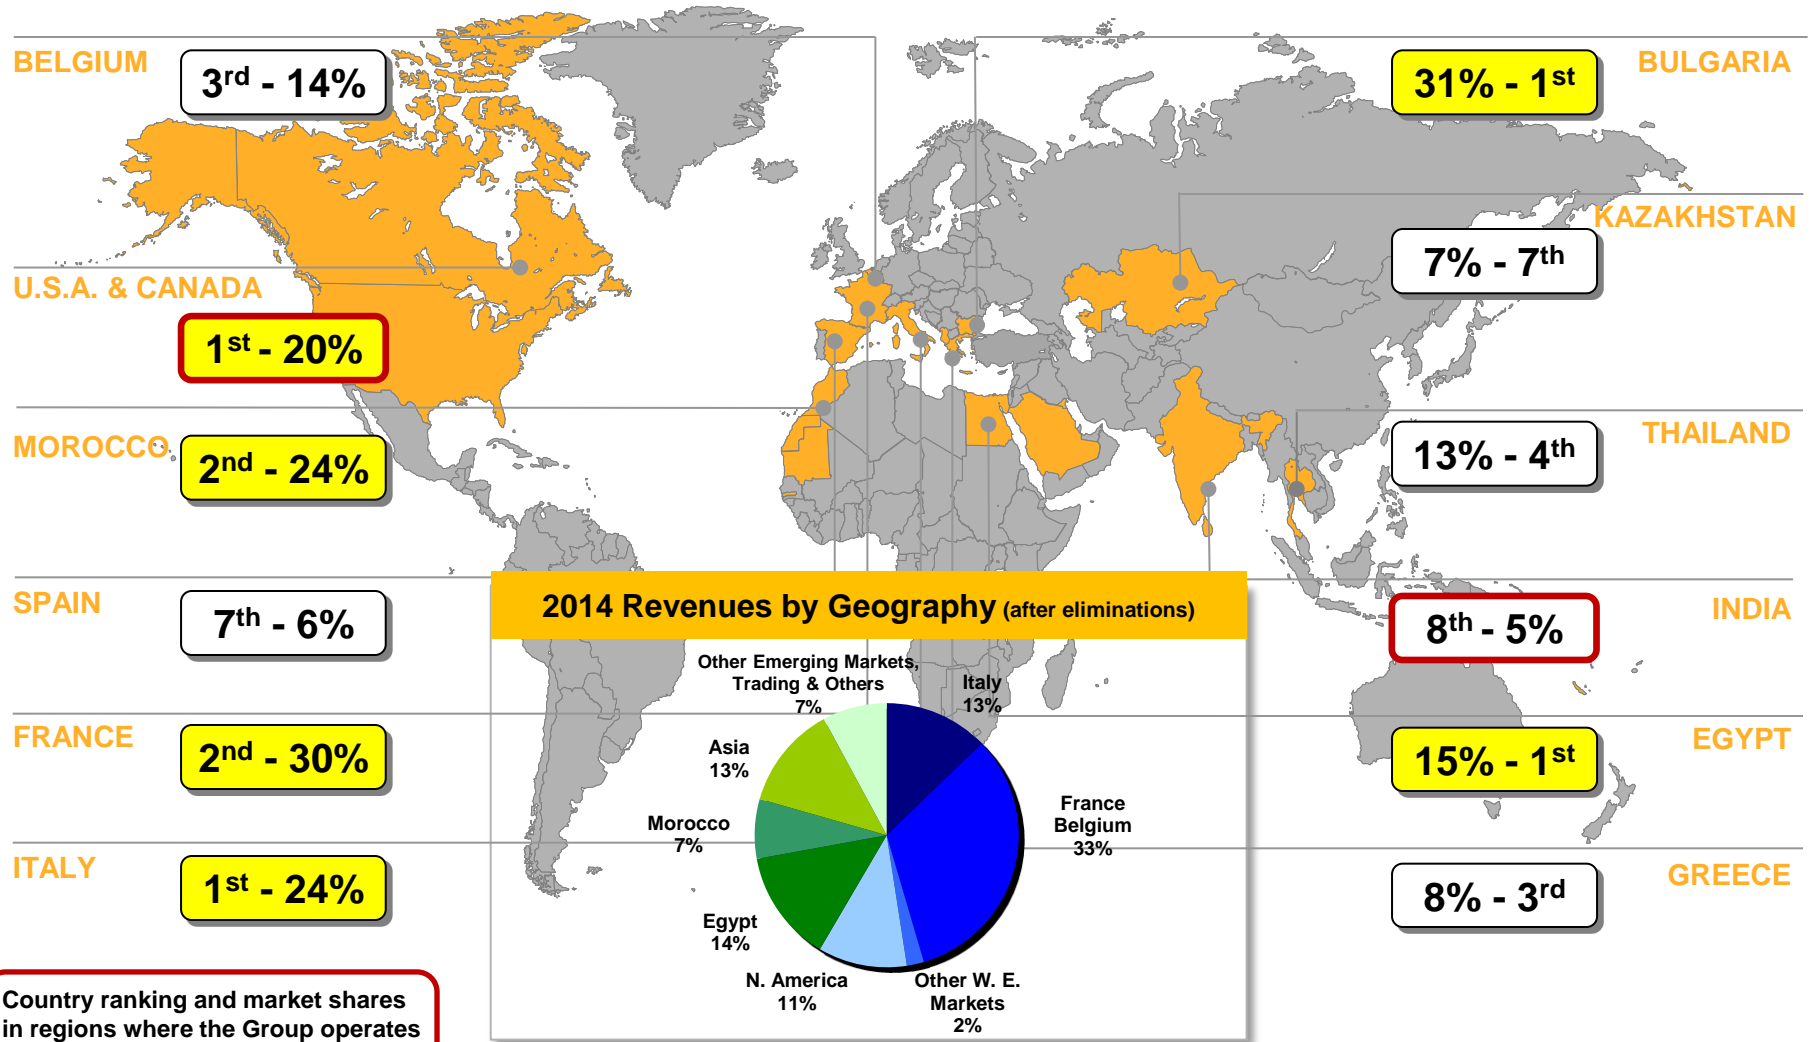 BELGIUM
3rd - 14%
U.S.A. & CANADA
1st - 20%
MOROCCO
2nd - 24%
SPAIN
7th - 6%
FRANCE
2nd - 30%
ITALY
1st - 24%
Country ranking and market shares
in regions where the Group operates
BULGARIA
31% - 1st
KAZAKHSTAN
7% - 7th
THAILAND
13% - 4th
INDIA
8th - 5%
EGYPT
15% - 1st
GREECE
8% - 3rd
2014 Revenues by Geography (after eliminations)
Other Emerging Markets,
Trading & Others
7%
Italy
13%
Asia
13%
France
Belgium
33%
Morocco
7%
Egypt
14%
N. America
11%
Other W. E.
Markets
2%